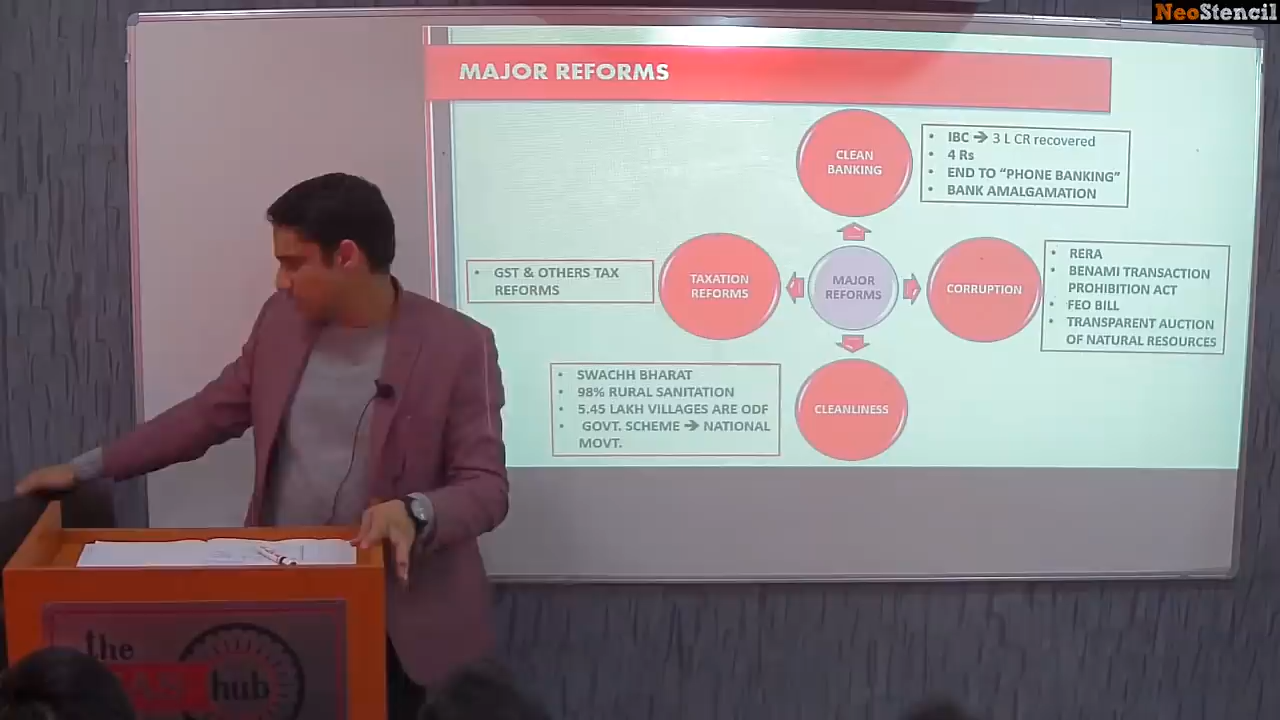 NeoStencil
MAJOR REFORMS
CLEAN
BANKING
• IBC → 3 L CR recovered
• 4 Rs
• END TO “PHONE BANKING”
• BANK AMALGAMATION
• GST & OTHERS TAX
REFORMS
TAXATION
REFORMS
MAJOR
REFORMS
CORRUPTION
• RERA
• BENAMI TRANSACTION
PROHIBITION ACT
• FEO BILL
• TRANSPARENT AUCTION
OF NATURAL RESOURCES
• SWACHH BHARAT
• 98% RURAL SANITATION
• 5.45 LAKH VILLAGES ARE ODF
• GOVT. SCHEME → NATIONAL
MOVT.
CLEANLINESS
the
IAS hub